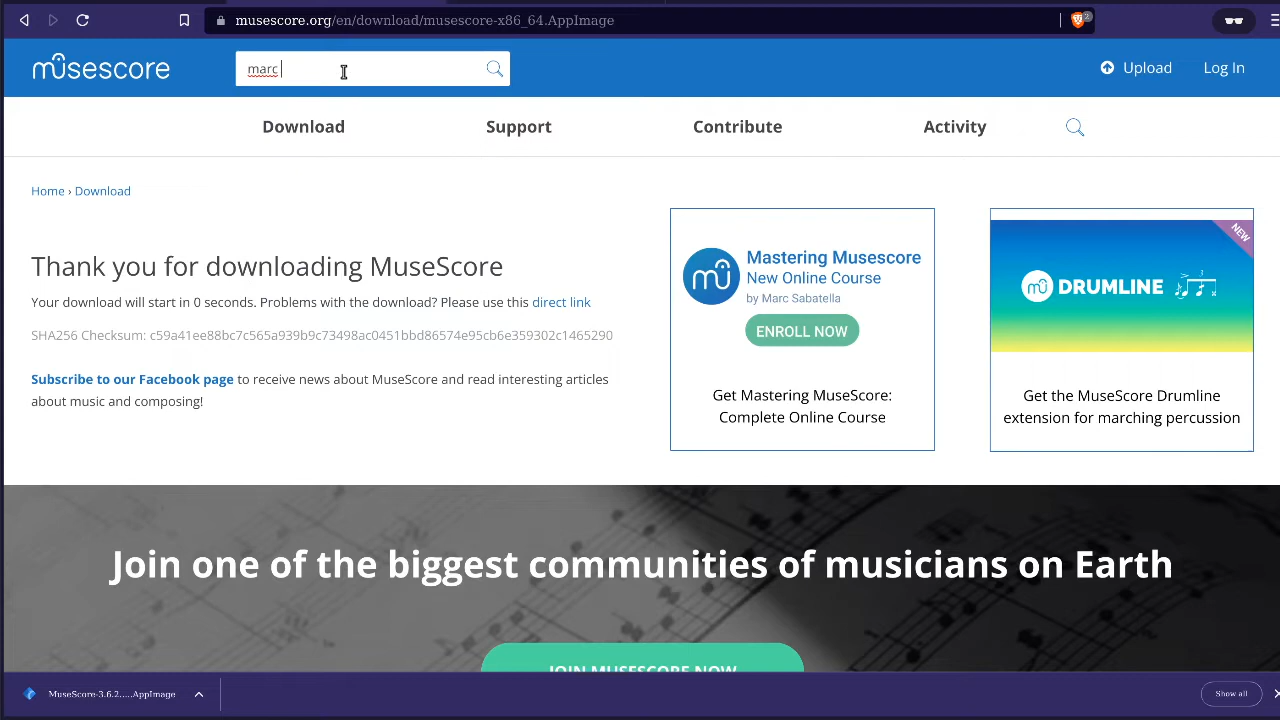 musescore.org/en/download/musescore-x86_64.AppImage
2
musescore
marc
Upload
Log In
Download
Support
Contribute
Activity
Home › Download
Thank you for downloading MuseScore
Your download will start in 0 seconds. Problems with the download? Please use this direct link
SHA256 Checksum: c59a41ee88bc7c565a939b9c73498ac0451bbd86574e95cb6e359302c1465290
Subscribe to our Facebook page to receive news about MuseScore and read interesting articles
about music and composing!
Mastering Musescore
New Online Course
by Marc Sabatella
ENROLL NOW
Get Mastering MuseScore:
Complete Online Course
NEW
DRUMLINE
Get the MuseScore Drumline
extension for marching percussion
Join one of the biggest communities of musicians on Earth
JOIN MUSESCORE NOW
MuseScore-3.6.2.....AppImage
Show all